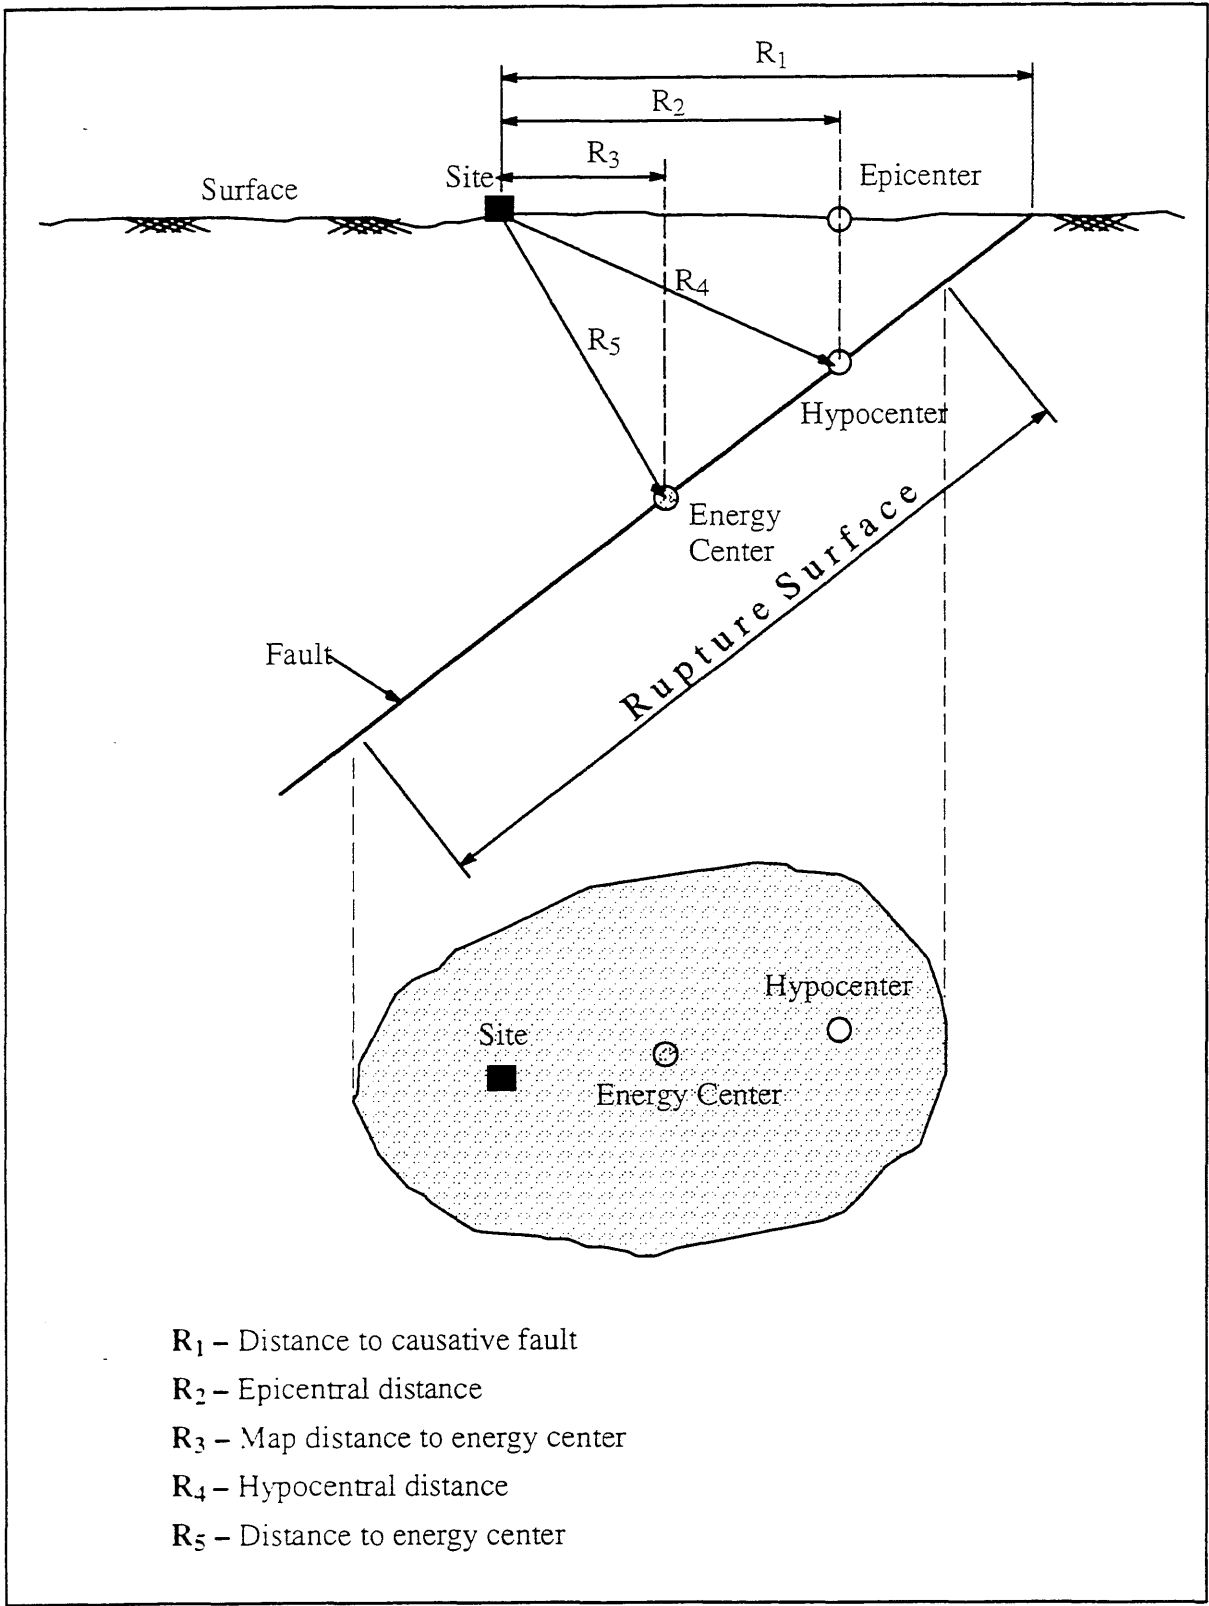 R1
R2
R3
Site
Epicenter
Surface
R4
R5
Hypocenter
Energy
Center
Rupture Surface
Fault
Hypocenter
Site
Energy Center
R1 – Distance to causative fault
R2 – Epicentral distance
R3 – Map distance to energy center
R4 – Hypocentral distance
R5 – Distance to energy center